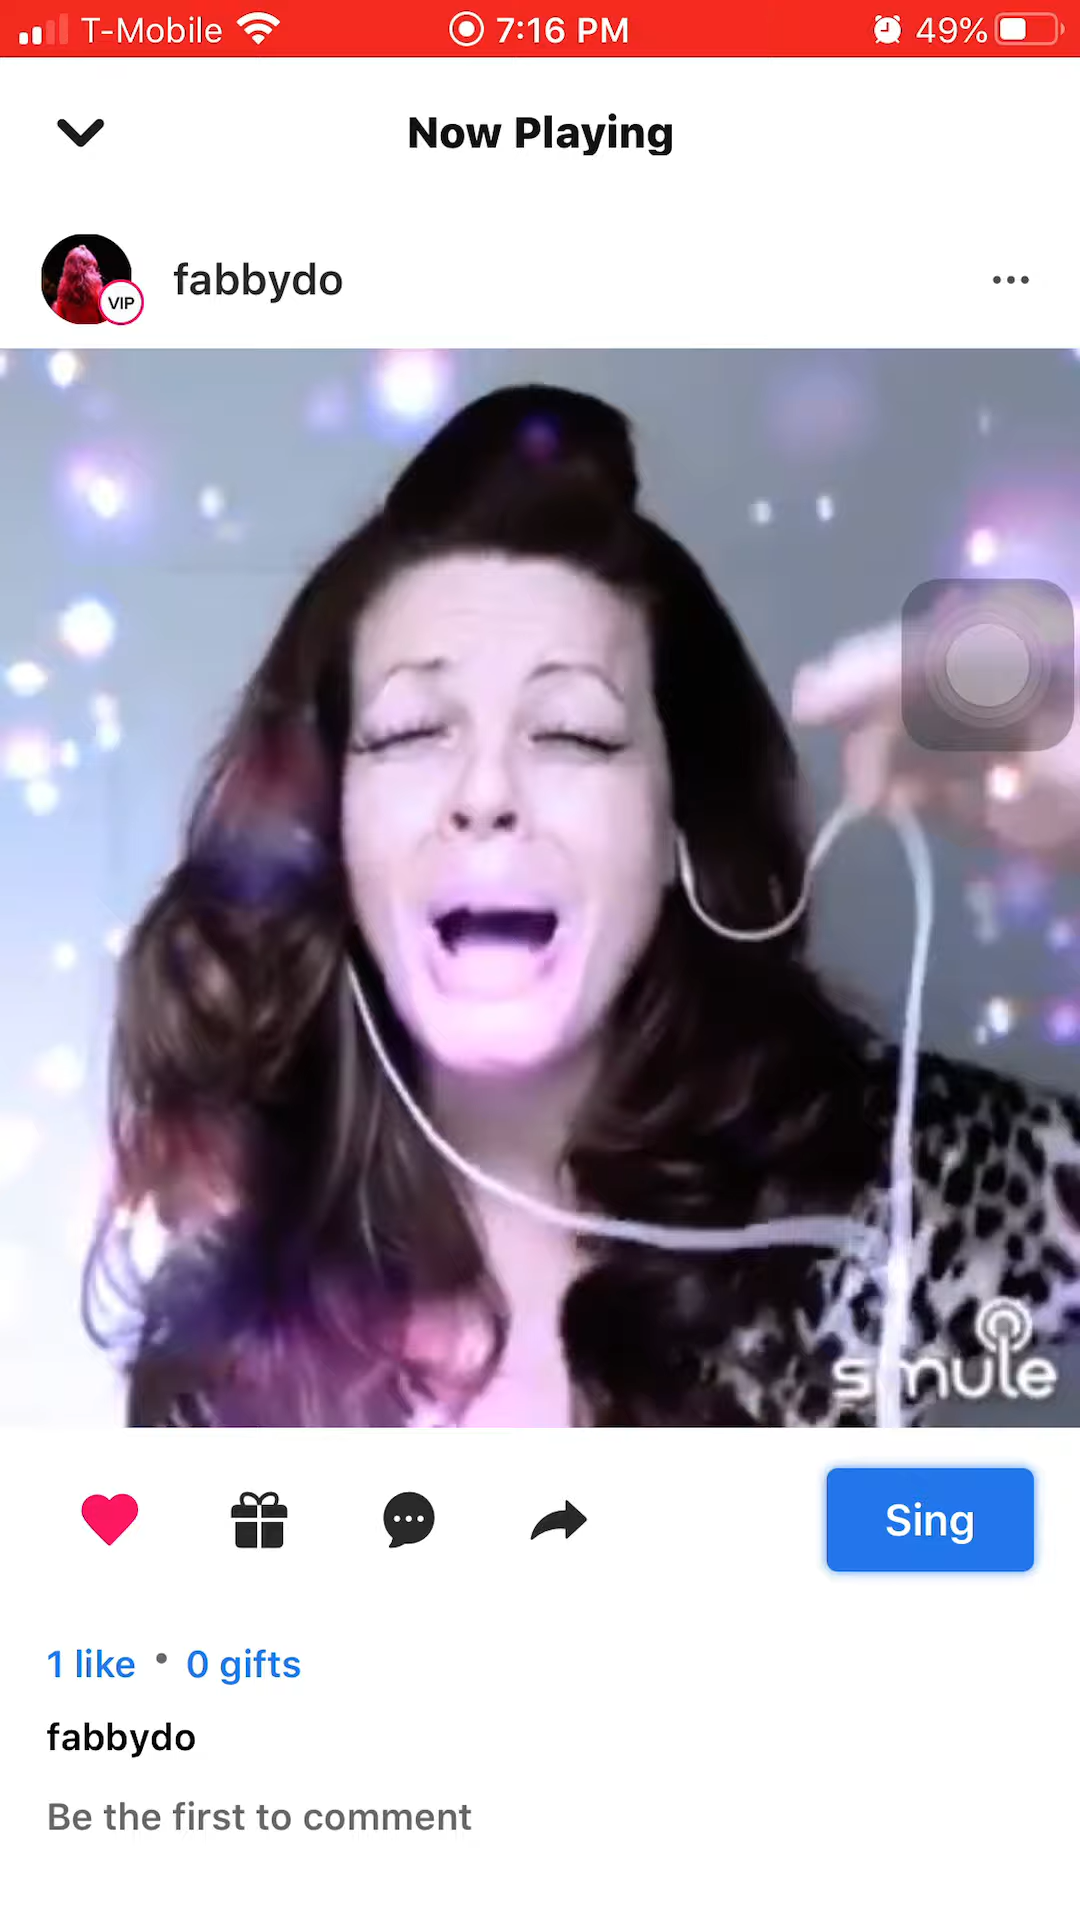 T-Mobile 7:16 PM 49%
Now Playing
VIP fabbydo
smule
Sing
1 like • 0 gifts
fabbydo
Be the first to comment